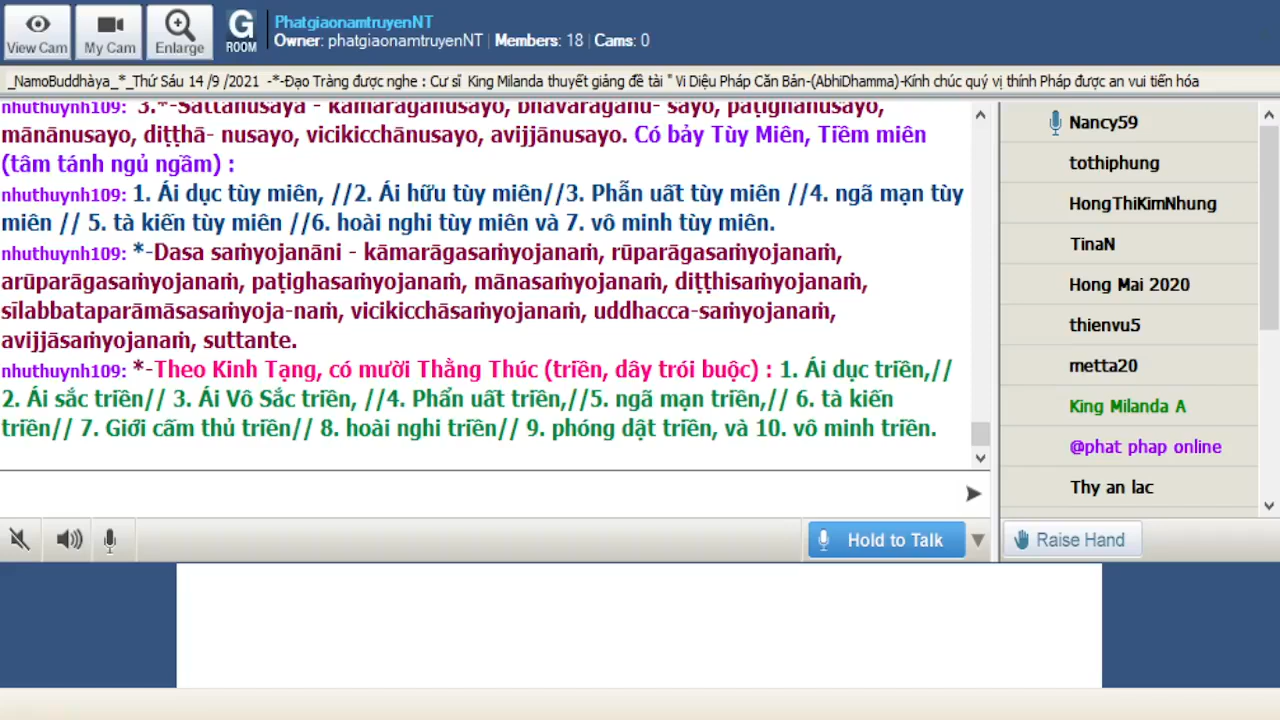 View Cam
My Cam
Enlarge
G
ROOM
PhatgiaonamtruyenNT
Owner: phatgiaonamtruyenNT | Members: 18 | Cams: 0
_NamoBuddhàya_*_Thứ Sáu 14 /9 /2021 -*-Đạo Tràng được nghe : Cư sĩ King Milanda thuyết giảng đề tài " Vi Diệu Pháp Căn Bản-(AbhiDhamma)-Kính chúc quý vị thính Pháp được an vui tiến hóa
nhuthuynh109: 3.*-Sattānusayā - kāmarāgānusayo, bhavarāgānu- sayo, paṭighānusayo,
mānānusayo, diṭṭhā- nusayo, vicikicchānusayo, avijjānusayo. Có bảy Tùy Miên, Tiềm miên
(tâm tánh ngủ ngầm) :
nhuthuynh109: 1. Ái dục tùy miên, //2. Ái hữu tùy miên//3. Phẫn uất tùy miên //4. ngã mạn tùy
miên // 5. tà kiến tùy miên //6. hoài nghi tùy miên và 7. vô minh tùy miên.
nhuthuynh109: *-Dasa saṁyojanāni - kāmarāgasaṁyojanaṁ, rūparāgasaṁyojanaṁ,
arūparāgasaṁyojanaṁ, paṭighasaṁyojanaṁ, mānasaṁyojanaṁ, diṭṭhisaṁyojanaṁ,
sīlabbataparāmāsasaṁyoja-naṁ, vicikicchāsaṁyojanaṁ, uddhacca-saṁyojanaṁ,
avijjāsaṁyojanaṁ, suttante.
nhuthuynh109: *-Theo Kinh Tạng, có mười Thằng Thúc (triền, dây trói buộc) : 1. Ái dục triền,//
2. Ái sắc triền// 3. Ái Vô Sắc triền, //4. Phẩn uất triền,//5. ngã mạn triền,// 6. tà kiến
triền// 7. Giới cấm thủ triền// 8. hoài nghi triền// 9. phóng dật triền, và 10. vô minh triền.
Nancy59
tothiphung
HongThiKimNhung
TinaN
Hong Mai 2020
thienvu5
metta20
King Milanda A
@phat phap online
Thy an lac
Hold to Talk
Raise Hand